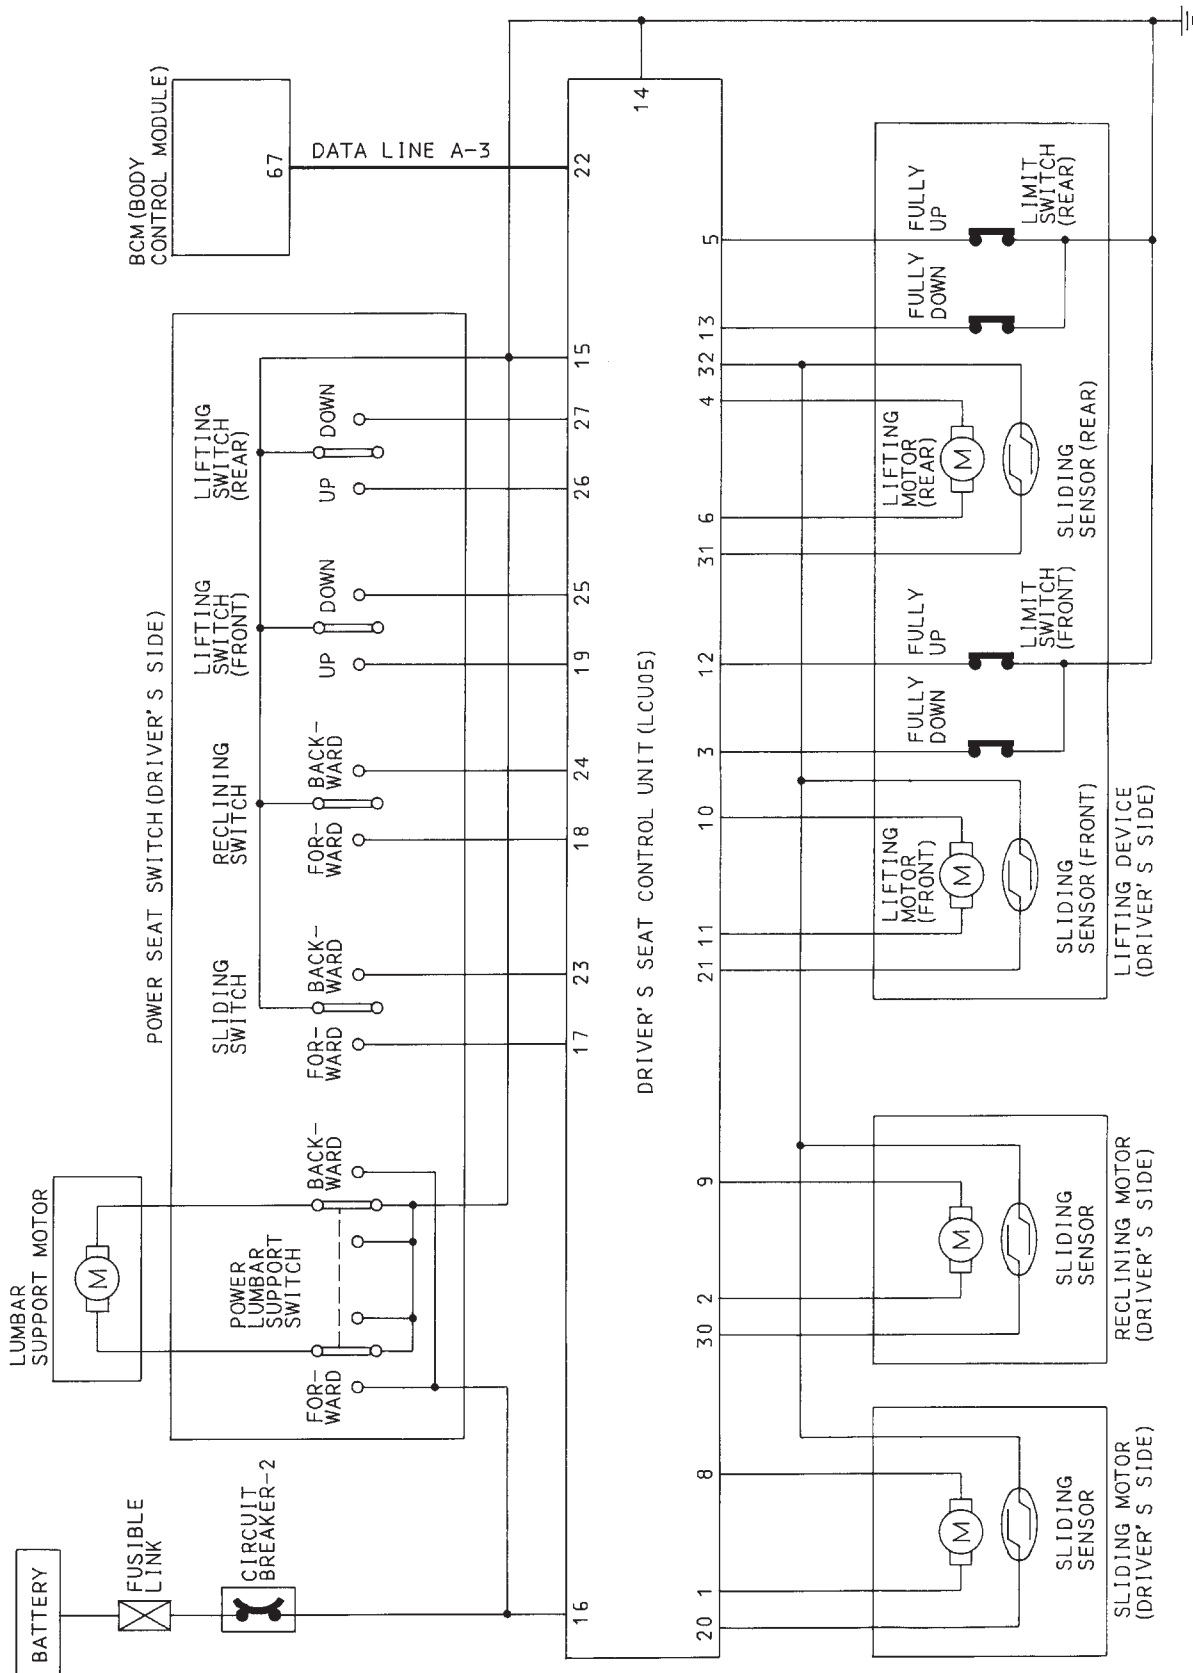 BATTERY
FUSIBLE
LINK
CIRCUIT
BREAKER-2
16
LUMBAR
SUPPORT MOTOR
M
POWER SEAT SWITCH(DRIVER'S SIDE)
FOR-
WARD
POWER
LUMBAR
SUPPORT
SWITCH
BACK-
WARD
SLIDING
SWITCH
FOR-
WARD
BACK-
WARD
17
23
RECLINING
SWITCH
FOR-
WARD
BACK-
WARD
18
24
LIFTING
SWITCH
(FRONT)
UP
DOWN
19
25
LIFTING
SWITCH
(REAR)
UP
DOWN
26
27
15
BCM(BODY
CONTROL MODULE)
67
DATA LINE A-3
22
14
DRIVER'S SEAT CONTROL UNIT(LCU05)
20
1
8
M
SLIDING
SENSOR
SLIDING MOTOR
(DRIVER'S SIDE)
30
2
9
M
SLIDING
SENSOR
RECLINING MOTOR
(DRIVER'S SIDE)
21
11
10
3
12
LIFTING
MOTOR
(FRONT)
M
SLIDING
SENSOR(FRONT)
FULLY
DOWN
FULLY
UP
LIMIT
SWITCH
(FRONT)
31
6
4
32
13
5
LIFTING
MOTOR
(REAR)
M
SLIDING
SENSOR(REAR)
FULLY
DOWN
FULLY
UP
LIMIT
SWITCH
(REAR)
LIFTING DEVICE
(DRIVER'S SIDE)